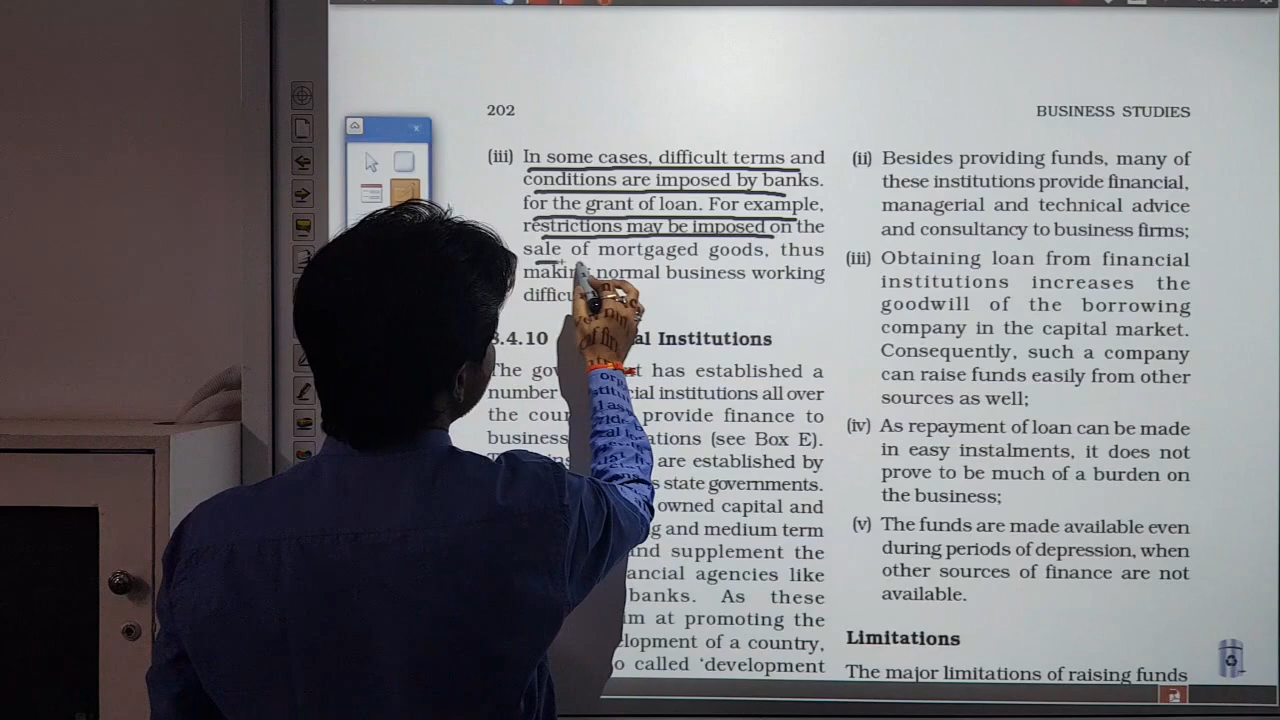 202
BUSINESS STUDIES
(iii) In some cases, difficult terms and
conditions are imposed by banks.
for the grant of loan. For example,
restrictions may be imposed on the
sale of mortgaged goods, thus
making normal business working
8.4.10 Institutions
The has established a
number institutions all over
the provide finance to
business (see Box E).
are established by
state governments.
owned capital and
and medium term
supplement the
agencies like
banks. As these
at promoting the
of a country,
called ‘development
(ii) Besides providing funds, many of
these institutions provide financial,
managerial and technical advice
and consultancy to business firms;
(iii) Obtaining loan from financial
institutions increases the
goodwill of the borrowing
company in the capital market.
Consequently, such a company
can raise funds easily from other
sources as well;
(iv) As repayment of loan can be made
in easy instalments, it does not
prove to be much of a burden on
the business;
(v) The funds are made available even
during periods of depression, when
other sources of finance are not
available.
Limitations
The major limitations of raising funds